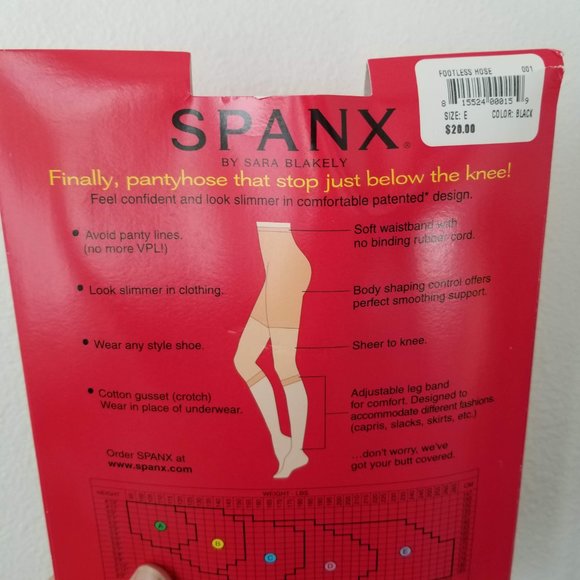 FOOTLESS HOSE 001
8 15524 00015 9
SIZE: E COLOR: BLACK
$20.00
SPANX®
BY SARA BLAKELY
Finally, pantyhose that stop just below the knee!
Feel confident and look slimmer in comfortable patented* design.
• Avoid panty lines.
(no more VPL!)
• Look slimmer in clothing.
• Wear any style shoe.
• Cotton gusset (crotch)
Wear in place of underwear.
Soft waistband with
no binding rubber cord.
Body shaping control offers
perfect smoothing support.
Sheer to knee.
Adjustable leg band
for comfort. Designed to
accommodate different fashions.
(capris, slacks, skirts, etc.)
...don't worry, we've
got your butt covered.
Order SPANX at
www.spanx.com
HEIGHT WEIGHT - LBS CM
A
B
C
D
E